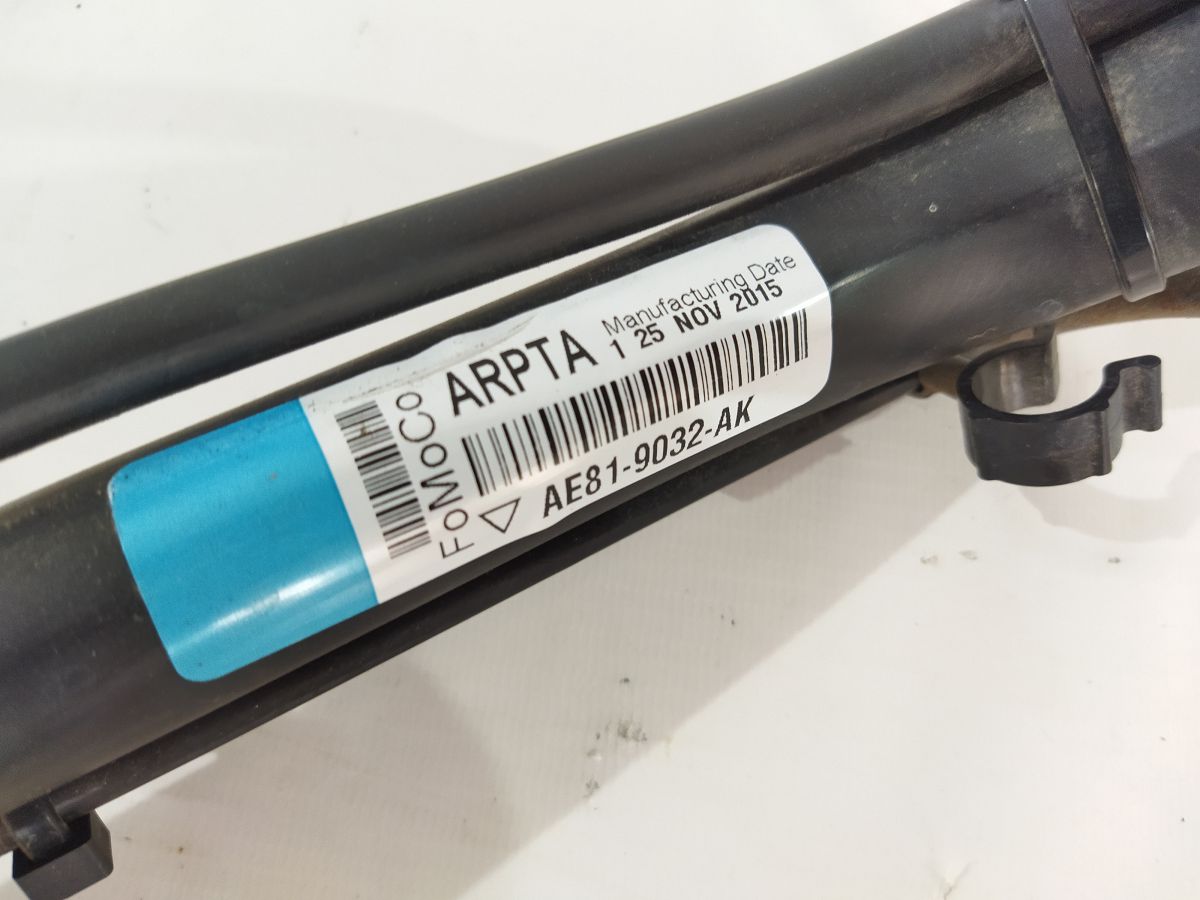 H
FoMoCo
ARPTA
Manufacturing Date
1 25 NOV 2015
AE81-9032-AK